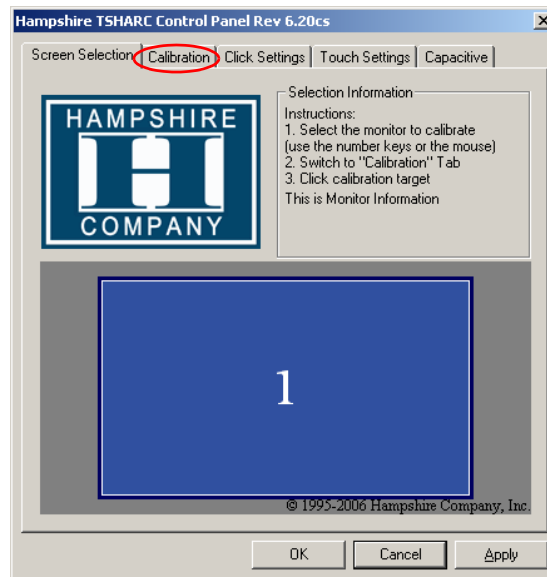 Hampshire TSHARC Control Panel Rev 6.20cs
Screen Selection Calibration Click Settings Touch Settings Capacitive
HAMPSHIRE
COMPANY
Selection Information
Instructions:
1. Select the monitor to calibrate
(use the number keys or the mouse)
2. Switch to "Calibration" Tab
3. Click calibration target
This is Monitor Information
1
© 1995-2006 Hampshire Company, Inc.
OK Cancel Apply